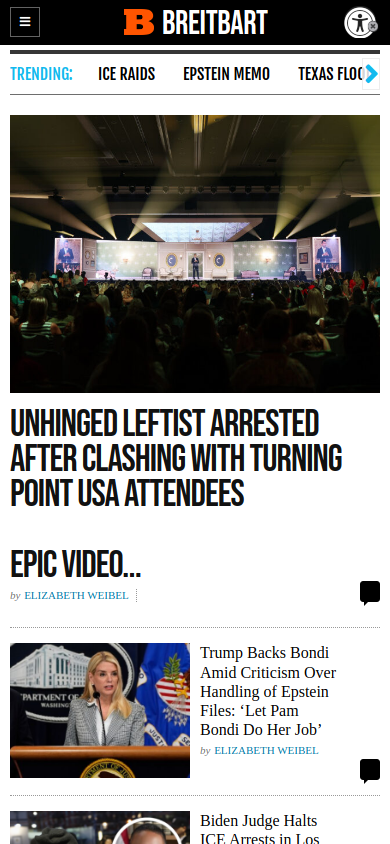 B BREITBART
TRENDING:
ICE RAIDS
EPSTEIN MEMO
TEXAS FLOO
UNHINGED LEFTIST ARRESTED
AFTER CLASHING WITH TURNING
POINT USA ATTENDEES
EPIC VIDEO...
by ELIZABETH WEIBEL
Trump Backs Bondi
Amid Criticism Over
Handling of Epstein
Files: ‘Let Pam
Bondi Do Her Job’
by ELIZABETH WEIBEL
Biden Judge Halts
ICE Arrests in Los